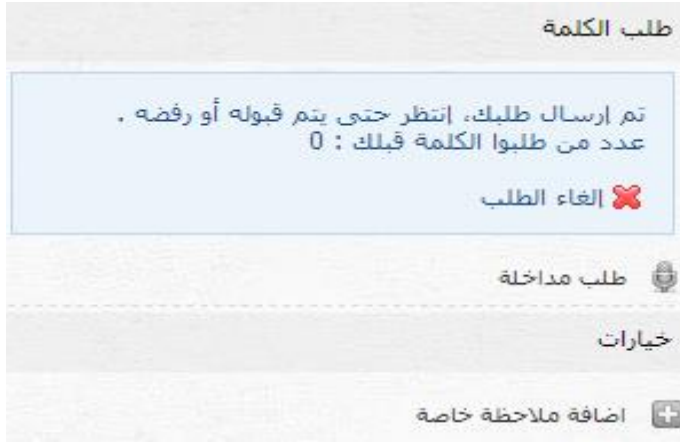 طلب الكلمة
تم إرسال طلبك، إنتظر حتى يتم قبوله أو رفضه .
عدد من طلبوا الكلمة قبلك : 0
إلغاء الطلب
طلب مداخلة
خيارات
اضافة ملاحظة خاصة